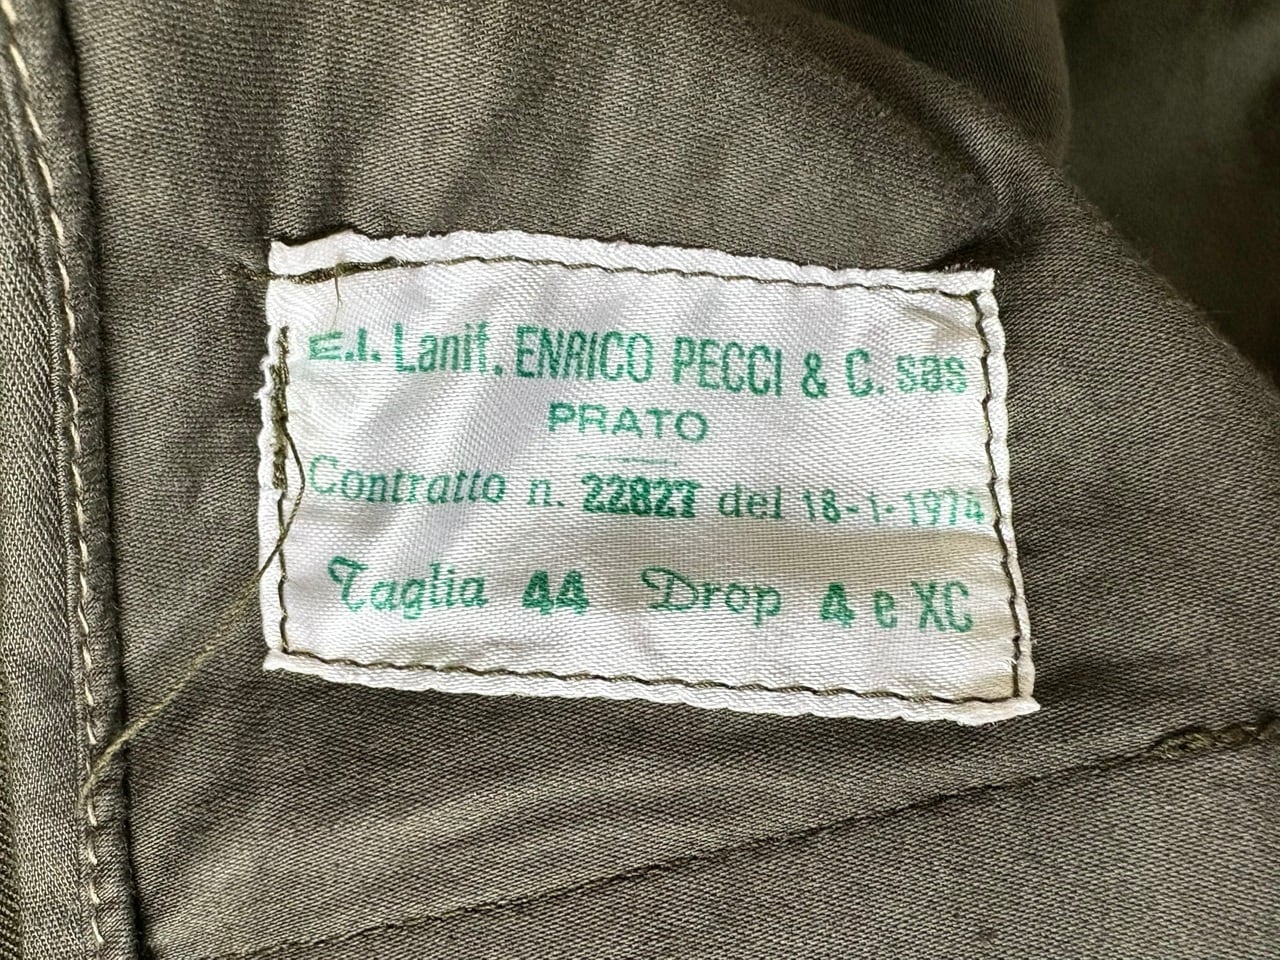 E.I. Lanif. ENRICO PECCI & C. sas
PRATO
Contratto n. 22827 del 18-1-1974
Taglia 44 Drop 4 e XC